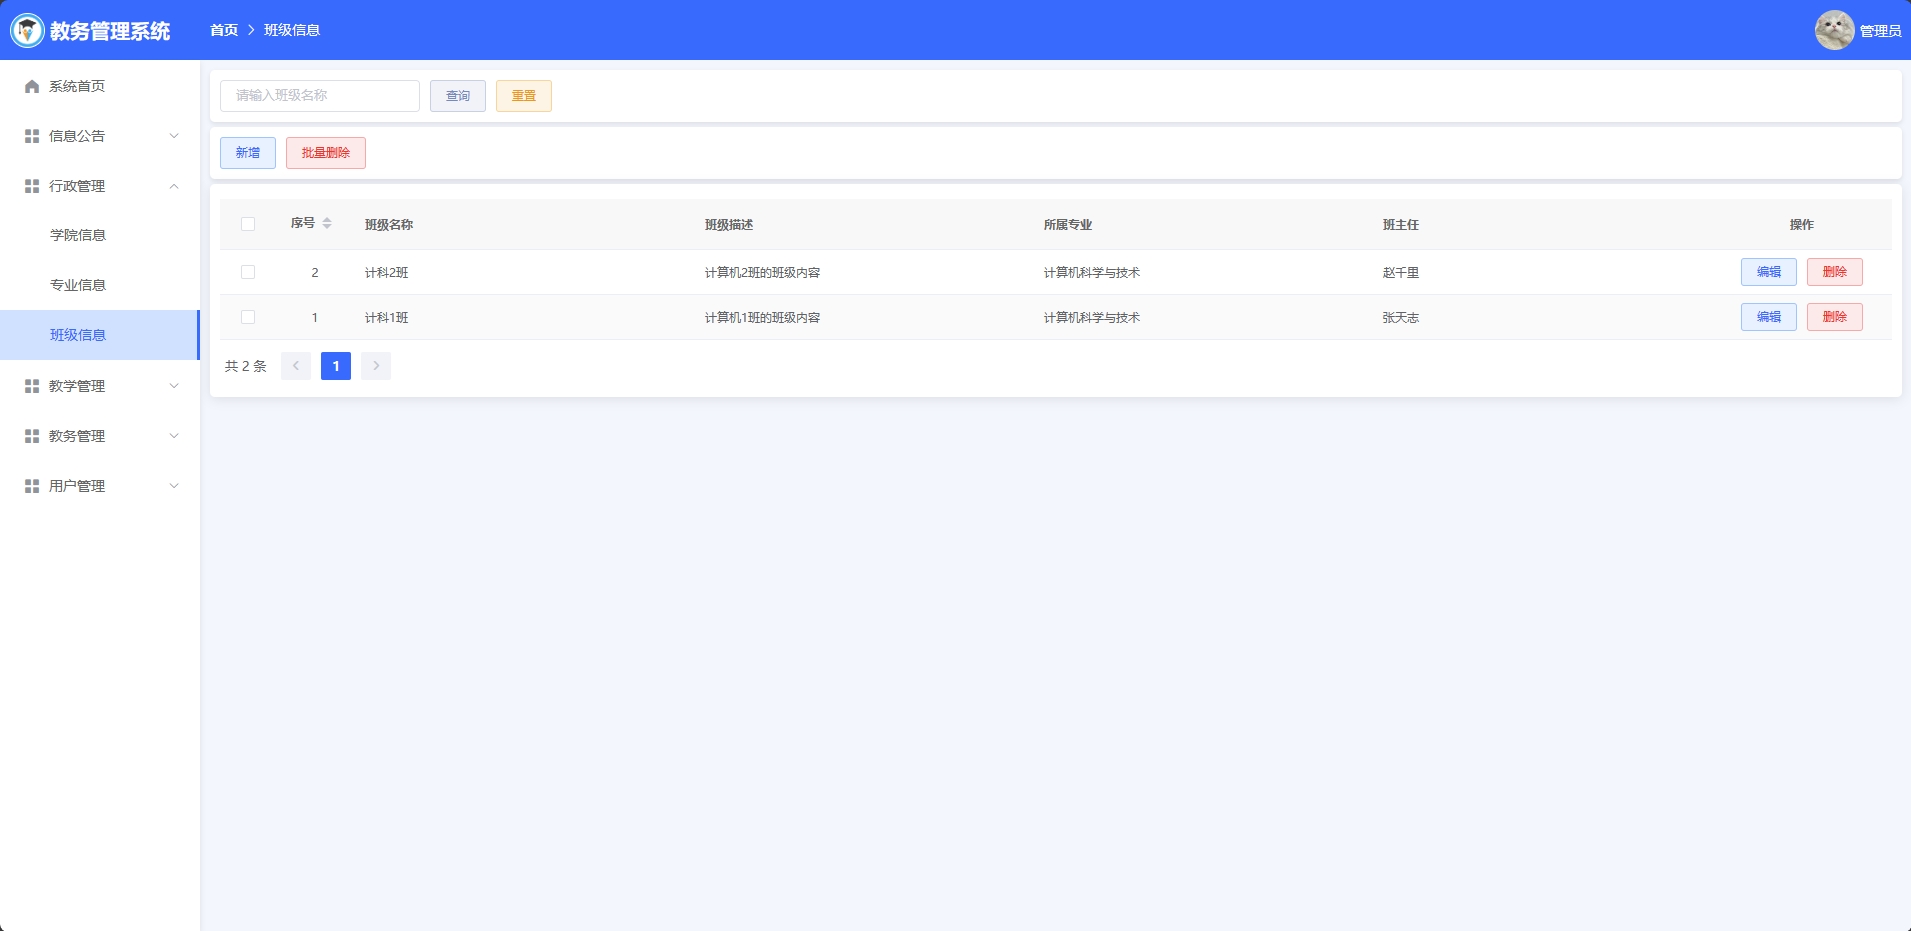 教务管理系统 首页 班级信息 管理员
系统首页
信息公告
行政管理
学院信息
专业信息
班级信息
教学管理
教务管理
用户管理
请输入班级名称 查询 重置
新增 批量删除
序号 班级名称 班级描述 所属专业 班主任 操作
2 计科2班 计算机2班的班级内容 计算机科学与技术 赵千里 编辑 删除
1 计科1班 计算机1班的班级内容 计算机科学与技术 张天志 编辑 删除
共 2 条 1